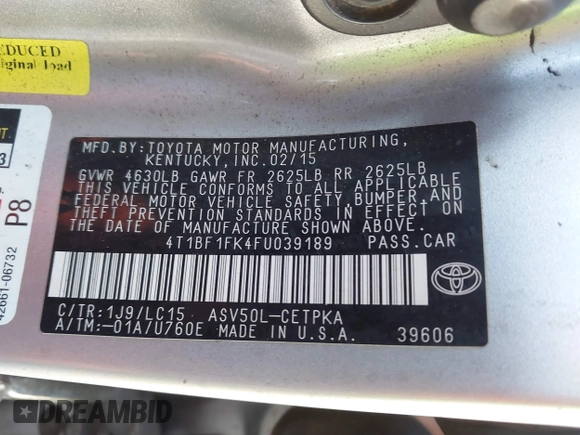 EDUCED
iginal Load
NT.
3
P8
42661-06732
MFD.BY:TOYOTA MOTOR MANUFACTURING,
KENTUCKY, INC. 02/15
GVWR 4630LB GAWR FR 2625LB RR 2625LB
THIS VEHICLE CONFORMS TO ALL APPLICABLE
FEDERAL MOTOR VEHICLE SAFETY,BUMPER,AND
THEFT PREVENTION STANDARDS IN EFFECT ON
THE DATE OF MANUFACTURE SHOWN ABOVE.
4T1BF1FK4FU039189 PASS.CAR
C/TR:1J9/LC15 ASV50L-CETPKA
A/TM:-01A/U760E MADE IN U.S.A. 39606
DREAMBID